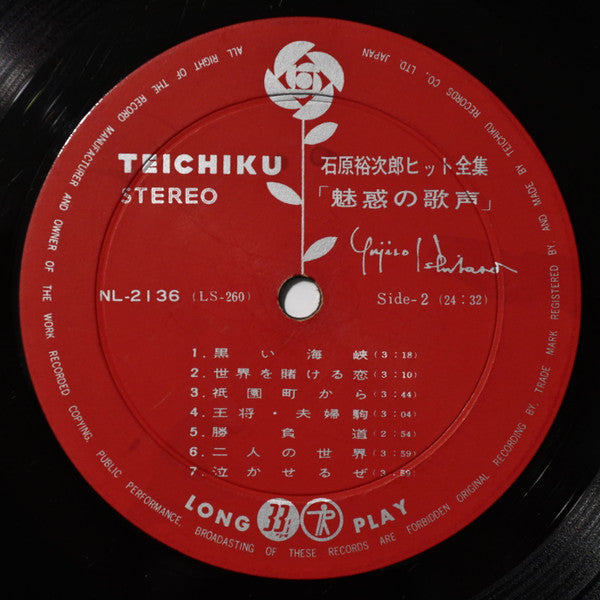 TEICHIKU
STEREO
石原裕次郎ヒット全集
「魅惑の歌声」
Yujiro Ishihara
NL-2136 (LS-260)
Side-2 (24:32)
1. 黒い海峡 (3:18)
2. 世界を賭ける恋 (3:10)
3. 祇園町から (3:44)
4. 王将・夫婦駒 (3:04)
5. 勝負道 (2:54)
6. 二人の世界 (3:59)
7. 泣かせるぜ (3:59)
LONG 33⅓ PLAY
ALL RIGHT OF THE RECORD MANUFACTURER AND OWNER OF THE WORK RECORDED COPYING, PUBLIC PERFORMANCE, BROADASTING OF THESE RECORDS ARE FORBIDDEN ORIGINAL RECORDING BY, TRADE MARK REGISTERED BY, AND MADE BY TEICHIKU RECORDS CO., LTD. JAPAN